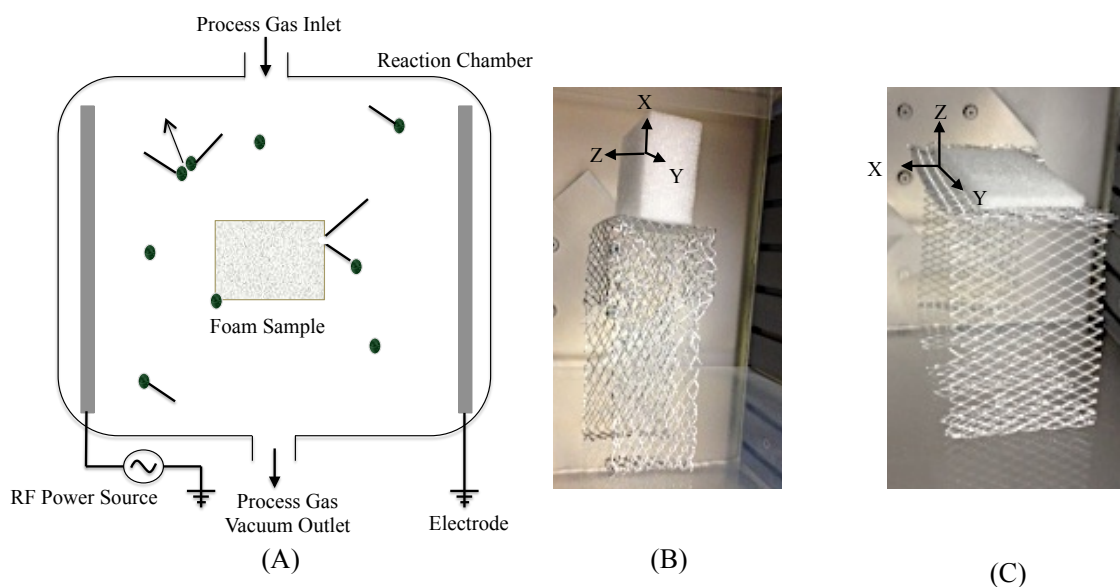 Process Gas Inlet
Reaction Chamber
Foam Sample
RF Power Source
Process Gas
Vacuum Outlet
Electrode
(A)
X
Z
Y
(B)
Z
X
Y
(C)